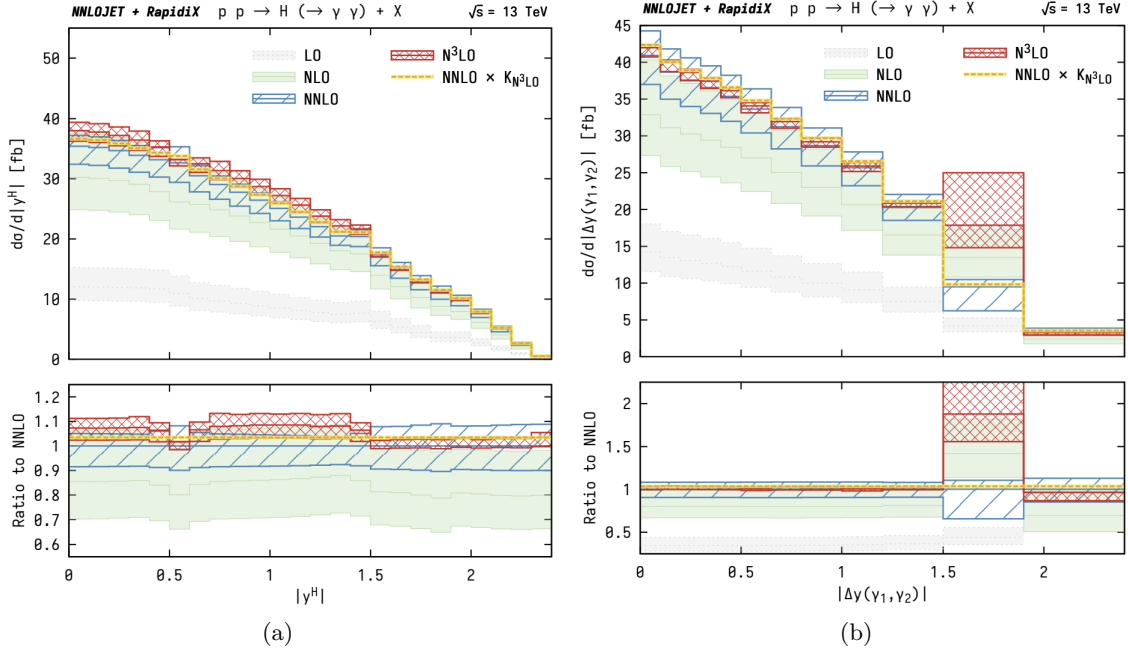 NNLOJET + RapidiX p p → H (→ γ γ) + X √s = 13 TeV
LO
NLO
NNLO
N³LO
NNLO × K_N³LO
dσ/d|y^H| [fb]
50
40
30
20
10
0
Ratio to NNLO
1.2
1.1
1
0.9
0.8
0.7
0.6
0 0.5 1 1.5 2
|y^H|
(a)
NNLOJET + RapidiX p p → H (→ γ γ) + X √s = 13 TeV
LO
NLO
NNLO
N³LO
NNLO × K_N³LO
dσ/d|Δy(γ₁,γ₂)| [fb]
45
40
35
30
25
20
15
10
5
0
Ratio to NNLO
2
1.5
1
0.5
0 0.5 1 1.5 2
|Δy(γ₁,γ₂)|
(b)